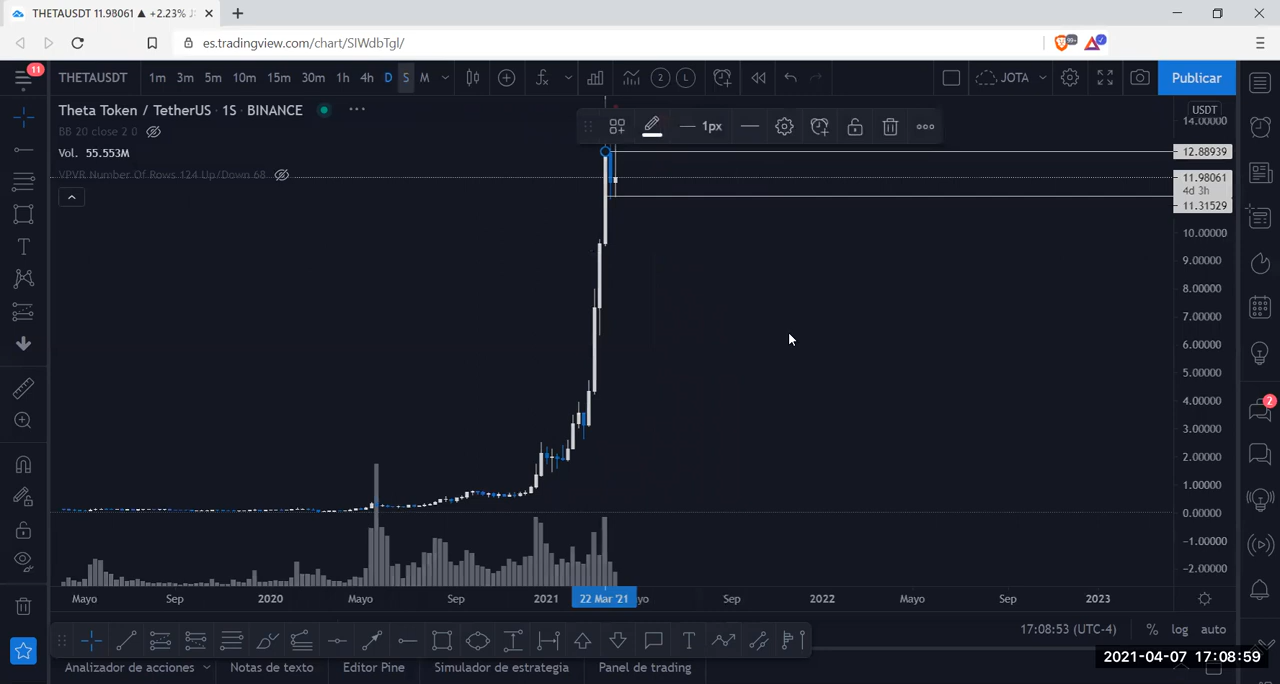 THETAUSDT 11.98061 ▲ +2.23%
es.tradingview.com/chart/SIWdbTgl/
99+
11
THETAUSDT 1m 3m 5m 10m 15m 30m 1h 4h D S M 2 L JOTA Publicar
Theta Token / TetherUS · 1S · BINANCE
USDT
14.00000
BB 20 close 2 0
1px
Vol. 55.553M
12.88939
VPVR Number Of Rows 124 Up/Down 68
11.98061
4d 3h
11.31529
10.00000
9.00000
8.00000
7.00000
6.00000
5.00000
4.00000
2
3.00000
2.00000
1.00000
0.00000
-1.00000
-2.00000
Mayo Sep 2020 Mayo Sep 2021 22 Mar '21 yo Sep 2022 Mayo Sep 2023
17:08:53 (UTC-4) % log auto
T
2021-04-07 17:08:59
Analizador de acciones Notas de texto Editor Pine Simulador de estrategia Panel de trading